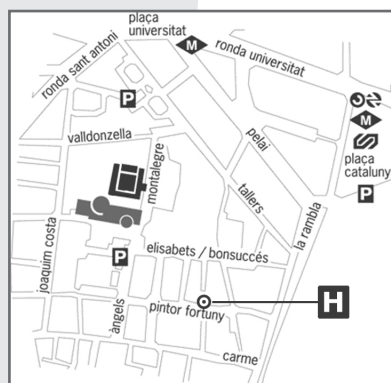 plaça
universitat
M
ronda universitat
ronda sant antoni
P
M
plaça
cataluny
P
valldonzella
montalegre
pelai
tallers
la rambla
joaquim costa
P
elisabets / bonsuccés
àngels
pintor fortuny
H
carme